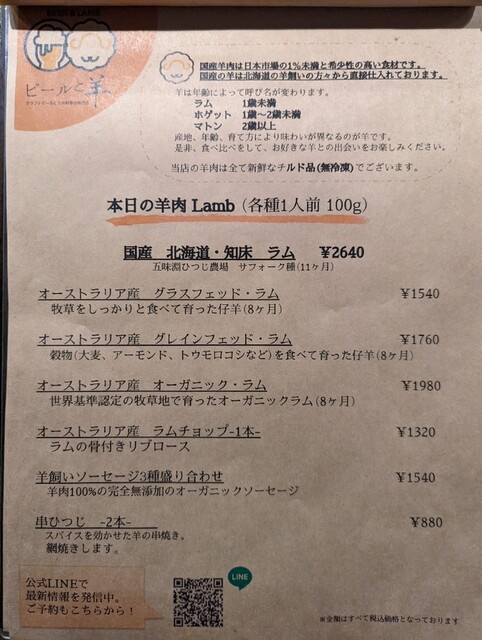 BEER & LAMB
ビールと羊
国産羊肉は日本市場の1%未満と希少性の高い食材です。
国産の羊は北海道の羊飼いの方々から直接仕入れております。
羊は年齢によって呼び名が変わります。
ラム 1歳未満
ホゲット 1歳～2歳未満
マトン 2歳以上
産地、年齢、育て方により味わいが異なるのが羊です。
是非、食べ比べをして、お好きな羊との出会いをお楽しみください。
当店の羊肉は全て新鮮なチルド品(無冷凍)でございます。
本日の羊肉 Lamb（各種1人前 100g）
国産 北海道・知床 ラム ¥2640
五味淵ひつじ農場 サフォーク種(11ヶ月)
オーストラリア産 グラスフェッド・ラム ¥1540
牧草をしっかりと食べて育った仔羊(8ヶ月)
オーストラリア産 グレインフェッド・ラム ¥1760
穀物(大麦、アーモンド、トウモロコシなど)を食べて育った仔羊(8ヶ月)
オーストラリア産 オーガニック・ラム ¥1980
世界基準認定の牧草地で育ったオーガニックラム(8ヶ月)
オーストラリア産 ラムチョップ-1本- ¥1320
ラムの骨付きリブロース
羊飼いソーセージ3種盛り合わせ ¥1540
羊肉100%の完全無添加のオーガニックソーセージ
串ひつじ -2本- ¥880
スパイスを効かせた羊の串焼き。
網焼きします。
公式LINEで
最新情報を発信中。
ご予約もこちらから！
LINE
※金額はすべて税込価格となっております